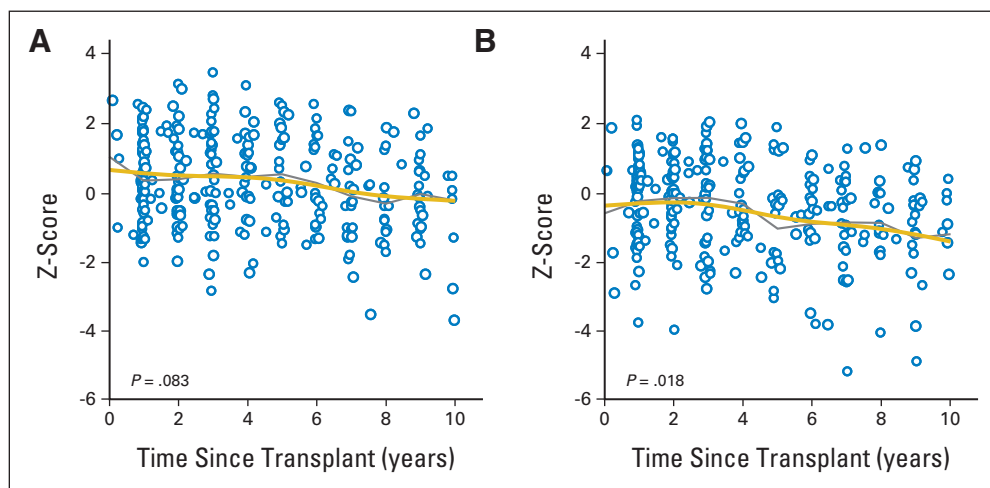 A
B
4
2
0
-2
-4
-6
Z-Score
P = .083
0 2 4 6 8 10
Time Since Transplant (years)
4
2
0
-2
-4
-6
Z-Score
P = .018
0 2 4 6 8 10
Time Since Transplant (years)